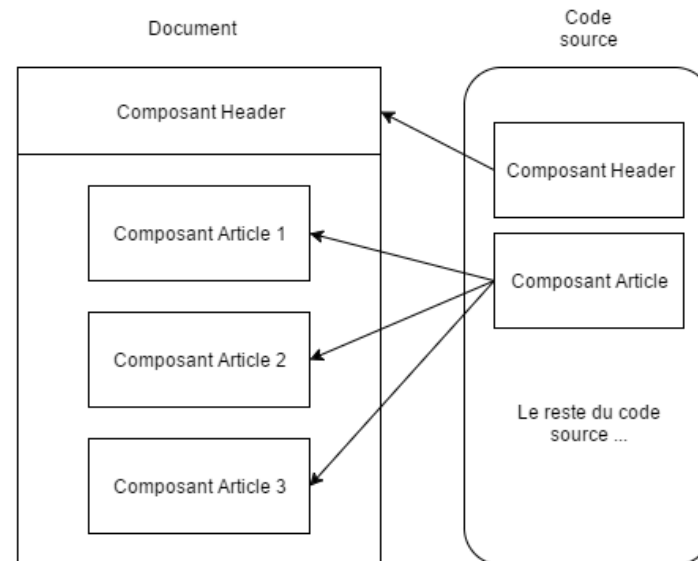 Document
Code
source
Composant Header
Composant Header
Composant Article 1
Composant Article
Composant Article 2
Le reste du code
source ...
Composant Article 3